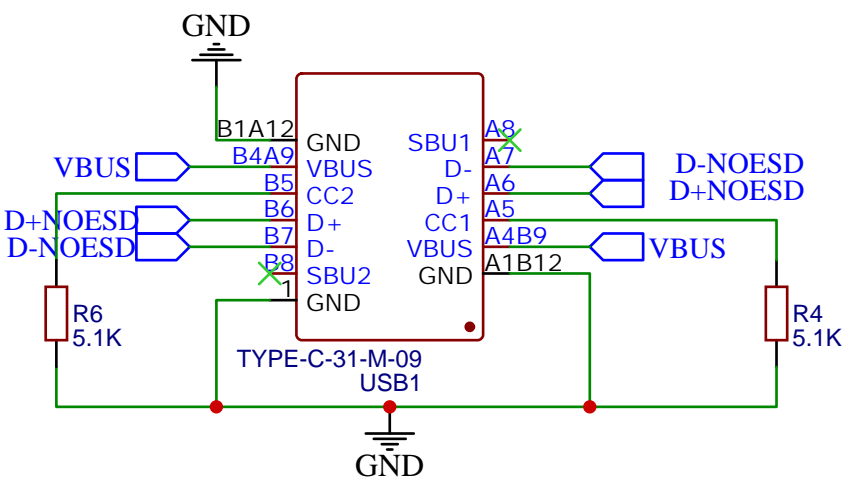 GND
B1A12 GND SBU1 A8
VBUS B4A9 VBUS D- A7 D-NOESD
B5 CC2 D+ A6 D+NOESD
D+NOESD B6 D+ CC1 A5
D-NOESD B7 D- VBUS A4B9 VBUS
B8 SBU2 GND A1B12
1 GND
R6 R4
5.1K 5.1K
TYPE-C-31-M-09
USB1
GND